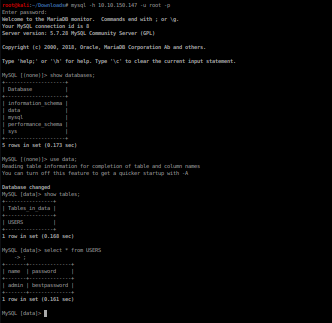 root@kali:~/Downloads# mysql -h 10.10.150.147 -u root -p
Enter password:
Welcome to the MariaDB monitor.  Commands end with ; or \g.
Your MySQL connection id is 8
Server version: 5.7.28 MySQL Community Server (GPL)

Copyright (c) 2000, 2018, Oracle, MariaDB Corporation Ab and others.

Type 'help;' or '\h' for help. Type '\c' to clear the current input statement.

MySQL [(none)]> show databases;
+--------------------+
| Database           |
+--------------------+
| information_schema |
| data               |
| mysql              |
| performance_schema |
| sys                |
+--------------------+
5 rows in set (0.173 sec)

MySQL [(none)]> use data;
Reading table information for completion of table and column names
You can turn off this feature to get a quicker startup with -A

Database changed
MySQL [data]> show tables;
+----------------+
| Tables_in_data |
+----------------+
| USERS          |
+----------------+
1 row in set (0.168 sec)

MySQL [data]> select * from USERS
    -> ;
+-------+--------------+
| name  | password     |
+-------+--------------+
| admin | bestpassword |
+-------+--------------+
1 row in set (0.161 sec)

MySQL [data]>